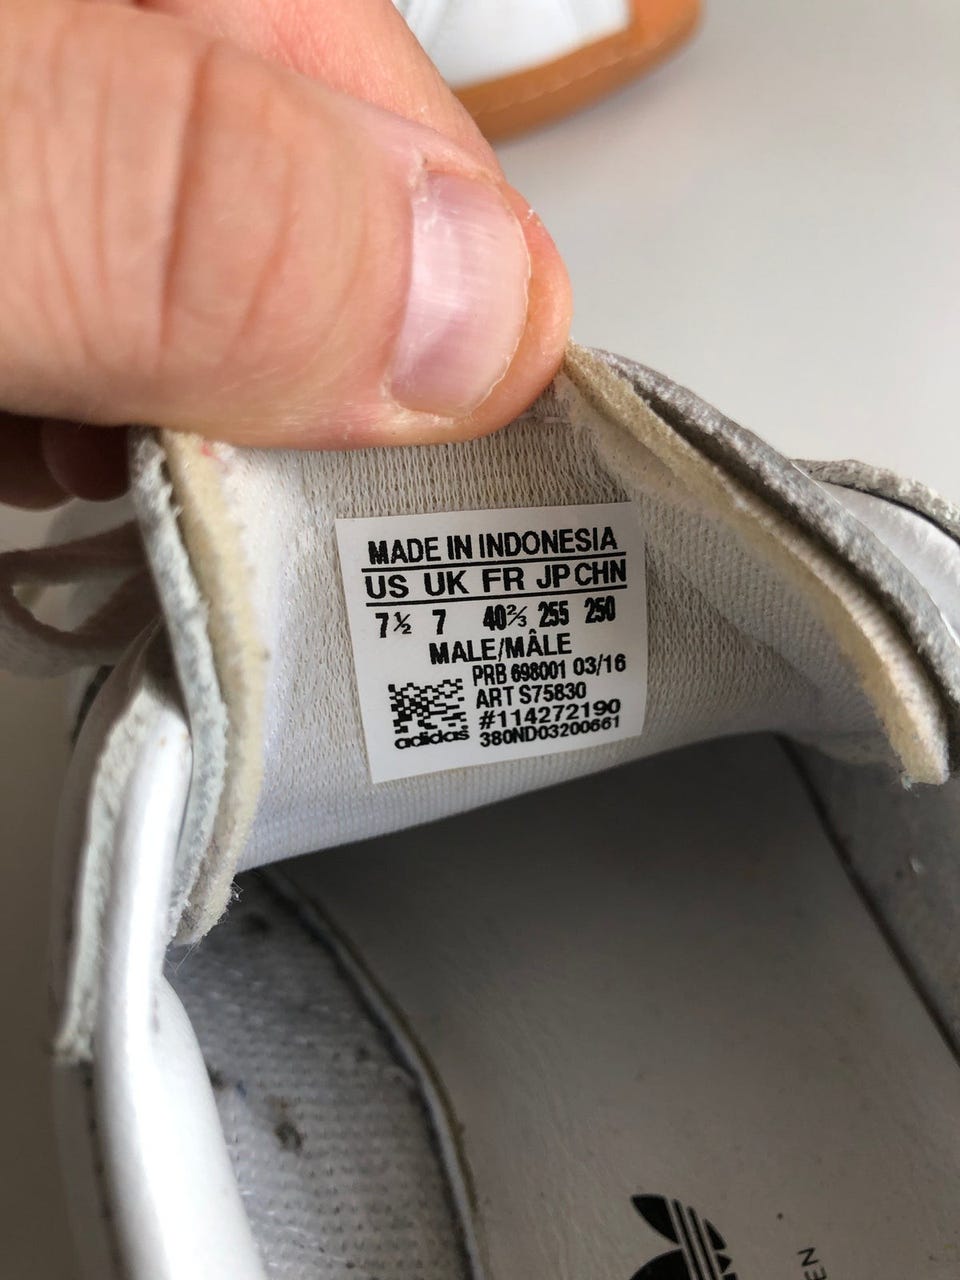 MADE IN INDONESIA
US UK FR JP CHN
7½ 7 40⅔ 255 250
MALE/MÂLE
PRB 698001 03/16
ART S75830
#114272190
adidas 380ND03200661
EN